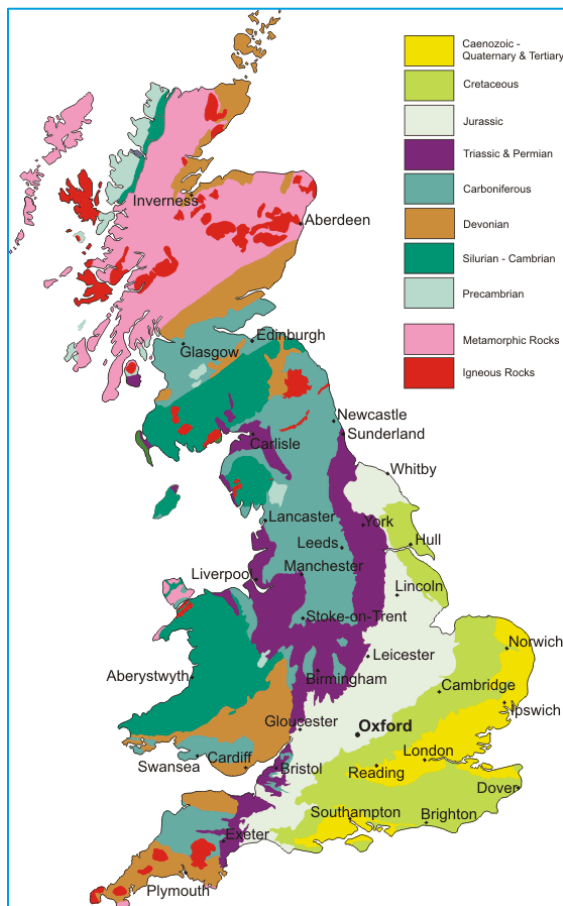 Caenozoic -
Quaternary & Tertiary
Cretaceous
Jurassic
Triassic & Permian
Carboniferous
Devonian
Silurian - Cambrian
Precambrian
Metamorphic Rocks
Igneous Rocks
Inverness
Aberdeen
Edinburgh
Glasgow
Newcastle
Sunderland
Carlisle
Whitby
Lancaster
York
Leeds
Hull
Manchester
Liverpool
Lincoln
Stoke-on-Trent
Norwich
Leicester
Aberystwyth
Birmingham
Cambridge
Ipswich
Gloucester
Oxford
London
Swansea
Cardiff
Bristol
Reading
Dover
Southampton
Brighton
Exeter
Plymouth